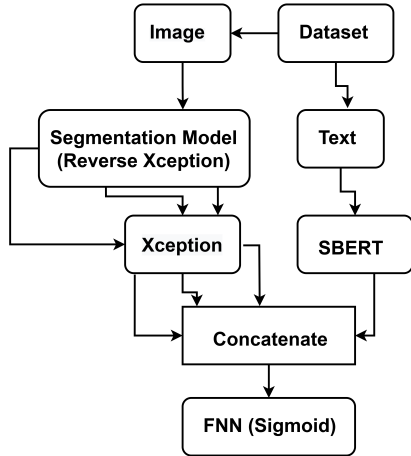 Image
Dataset
Segmentation Model
(Reverse Xception)
Text
Xception
SBERT
Concatenate
FNN (Sigmoid)